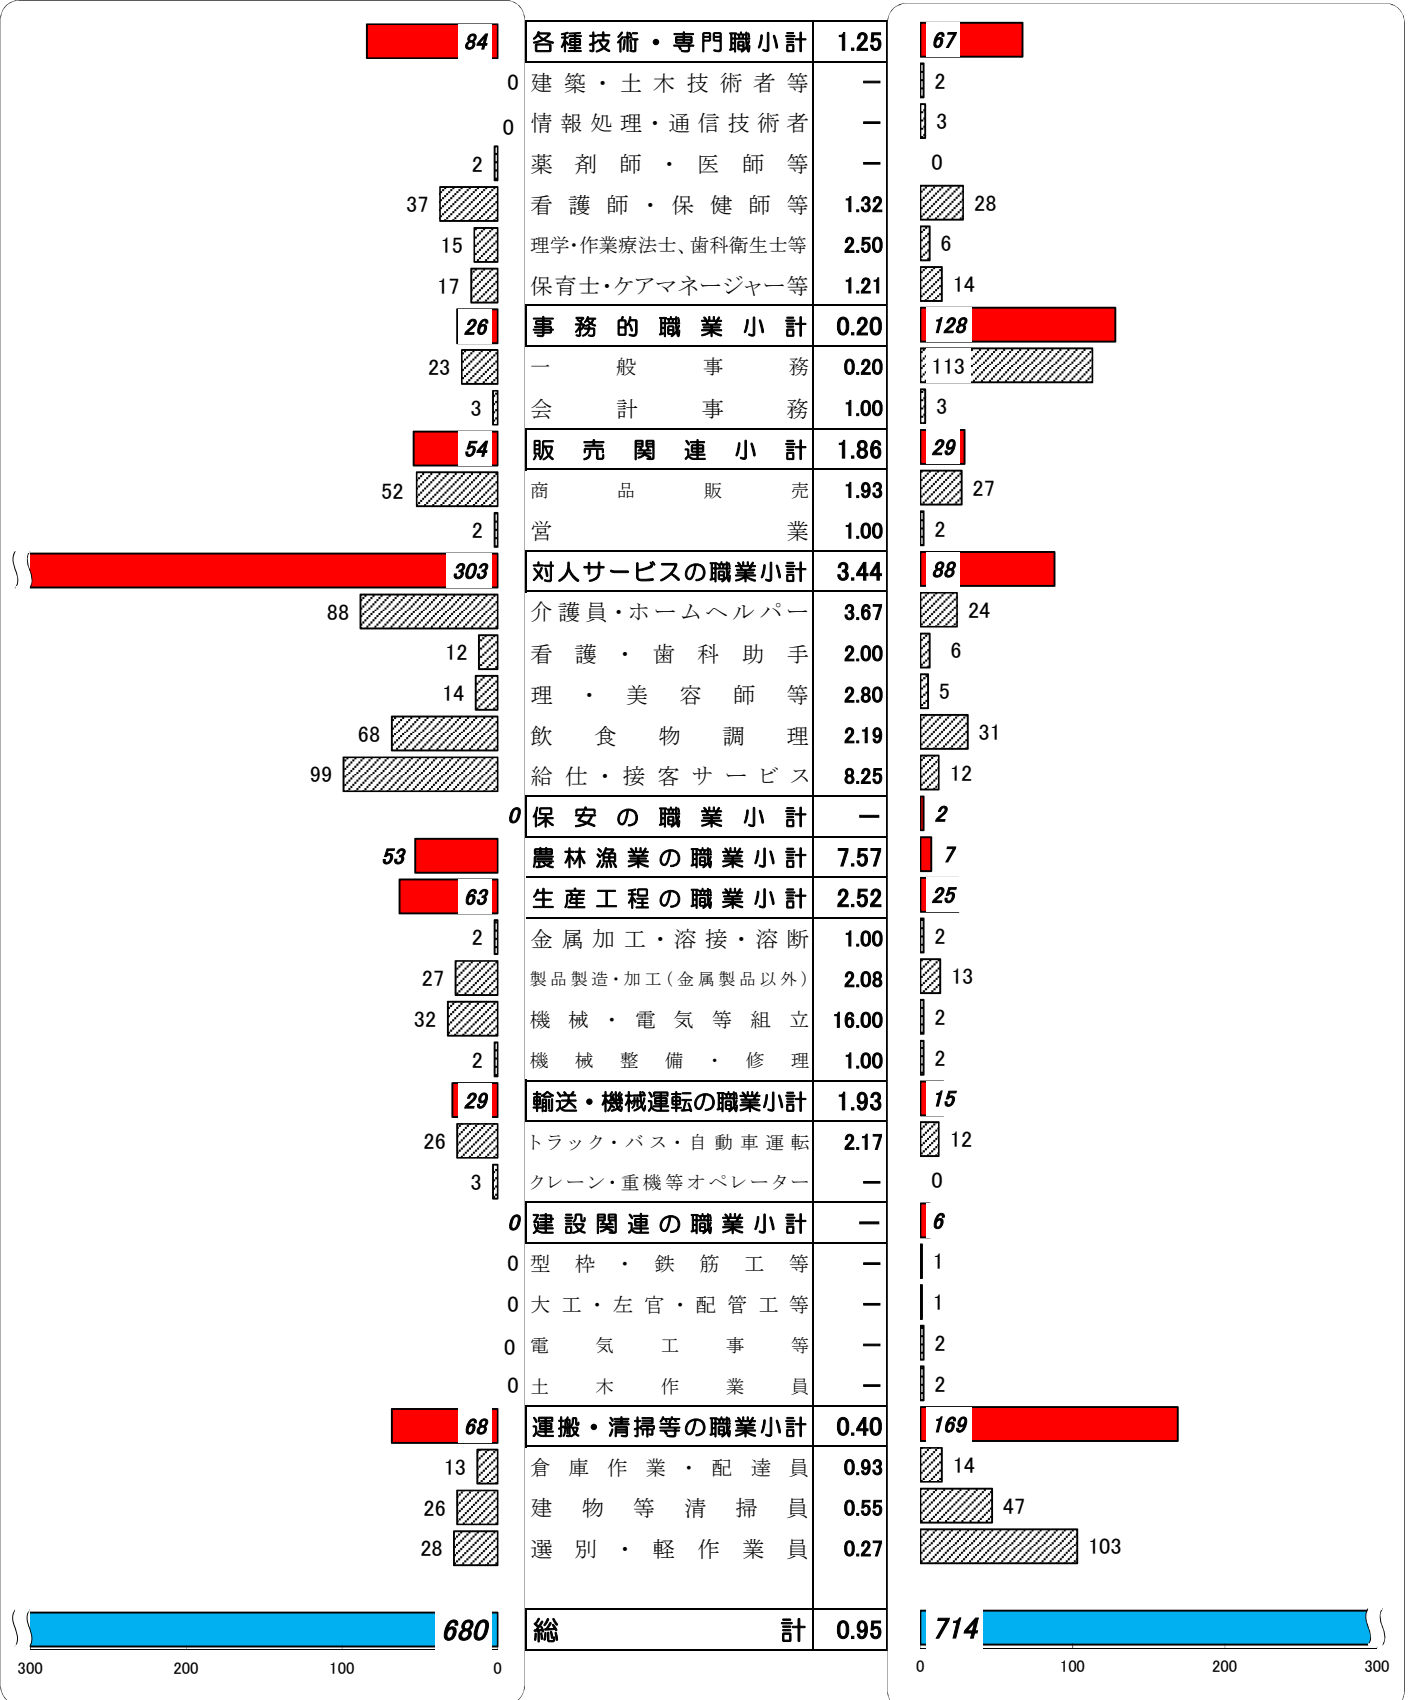 84 各種技術・専門職小計 1.25 67
0 建築・土木技術者等 ー 2
0 情報処理・通信技術者 ー 3
2 薬剤師・医師等 ー 0
37 看護師・保健師等 1.32 28
15 理学・作業療法士、歯科衛生士等 2.50 6
17 保育士・ケアマネージャー等 1.21 14
26 事務的職業小計 0.20 128
23 一般事務 0.20 113
3 会計事務 1.00 3
54 販売関連小計 1.86 29
52 商品販売 1.93 27
2 営業 1.00 2
303 対人サービスの職業小計 3.44 88
88 介護員・ホームヘルパー 3.67 24
12 看護・歯科助手 2.00 6
14 理・美容師等 2.80 5
68 飲食物調理 2.19 31
99 給仕・接客サービス 8.25 12
0 保安の職業小計 ー 2
53 農林漁業の職業小計 7.57 7
63 生産工程の職業小計 2.52 25
2 金属加工・溶接・溶断 1.00 2
27 製品製造・加工(金属製品以外) 2.08 13
32 機械・電気等組立 16.00 2
2 機械整備・修理 1.00 2
29 輸送・機械運転の職業小計 1.93 15
26 トラック・バス・自動車運転 2.17 12
3 クレーン・重機等オペレーター ー 0
0 建設関連の職業小計 ー 6
0 型枠・鉄筋工等 ー 1
0 大工・左官・配管工等 ー 1
0 電気工事等 ー 2
0 土木作業員 ー 2
68 運搬・清掃等の職業小計 0.40 169
13 倉庫作業・配達員 0.93 14
26 建物等清掃員 0.55 47
28 選別・軽作業員 0.27 103
680 総計 0.95 714
300 200 100 0 0 100 200 300